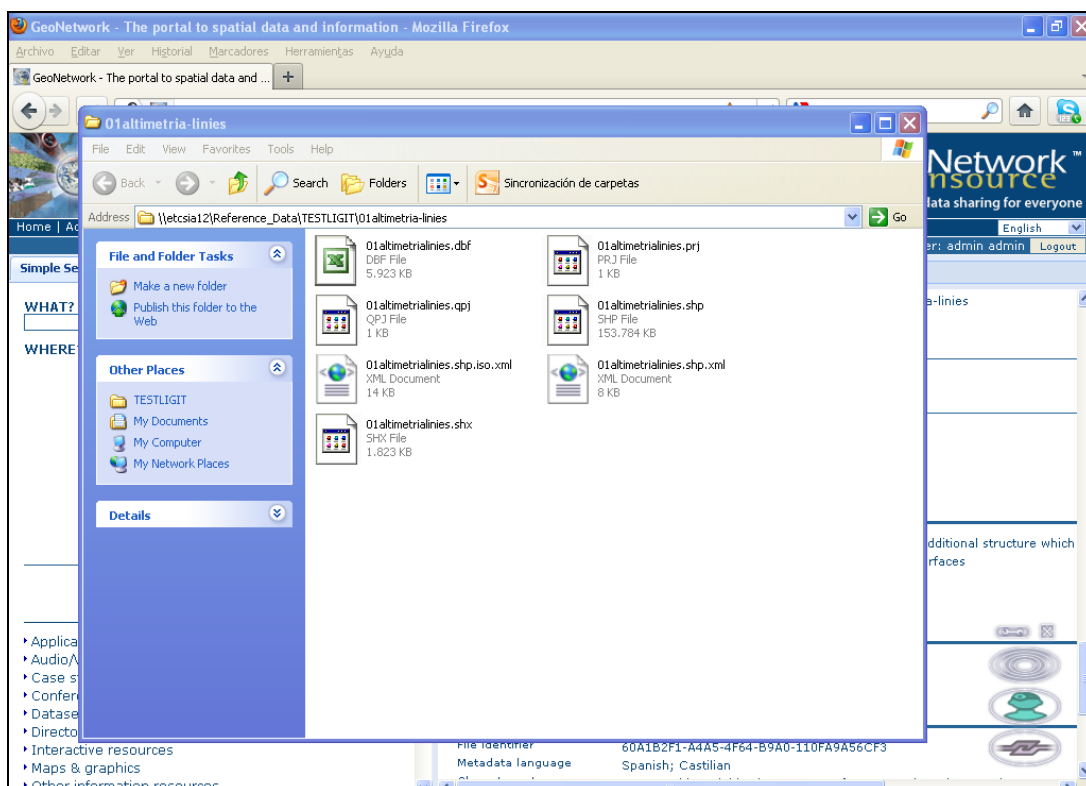 GeoNetwork - The portal to spatial data and information - Mozilla Firefox
Archivo Editar Ver Historial Marcadores Herramientas Ayuda
GeoNetwork - The portal to spatial data and ...
01altimetria-linies
File Edit View Favorites Tools Help
Back Search Folders Sincronización de carpetas
Address \\etcsia12\Reference_Data\TESTLIGIT\01altimetria-linies Go
Network ™
data sharing for everyone
Home |
English
admin admin Logout
WHAT?
a-linies
File and Folder Tasks
Make a new folder
Publish this folder to the
Web
Other Places
TESTLIGIT
My Documents
My Computer
My Network Places
Details
01altimetrialinies.dbf
DBF File
5.923 KB
01altimetrialinies.prj
PRJ File
1 KB
01altimetrialinies.qpj
QPJ File
1 KB
01altimetrialinies.shp
SHP File
153.784 KB
01altimetrialinies.shp.iso.xml
XML Document
14 KB
01altimetrialinies.shp.xml
XML Document
8 KB
01altimetrialinies.shx
SHX File
1.823 KB
Simple Se
WHERE
dditional structure which
rfaces
Applica
Audio/
Case s
Confer
Datase
Directo
Interactive resources
Maps & graphics
Other information resources
File identifier 60A1B2F1-A4A5-4F64-B9A0-110FA9A56CF3
Metadata language Spanish; Castilian